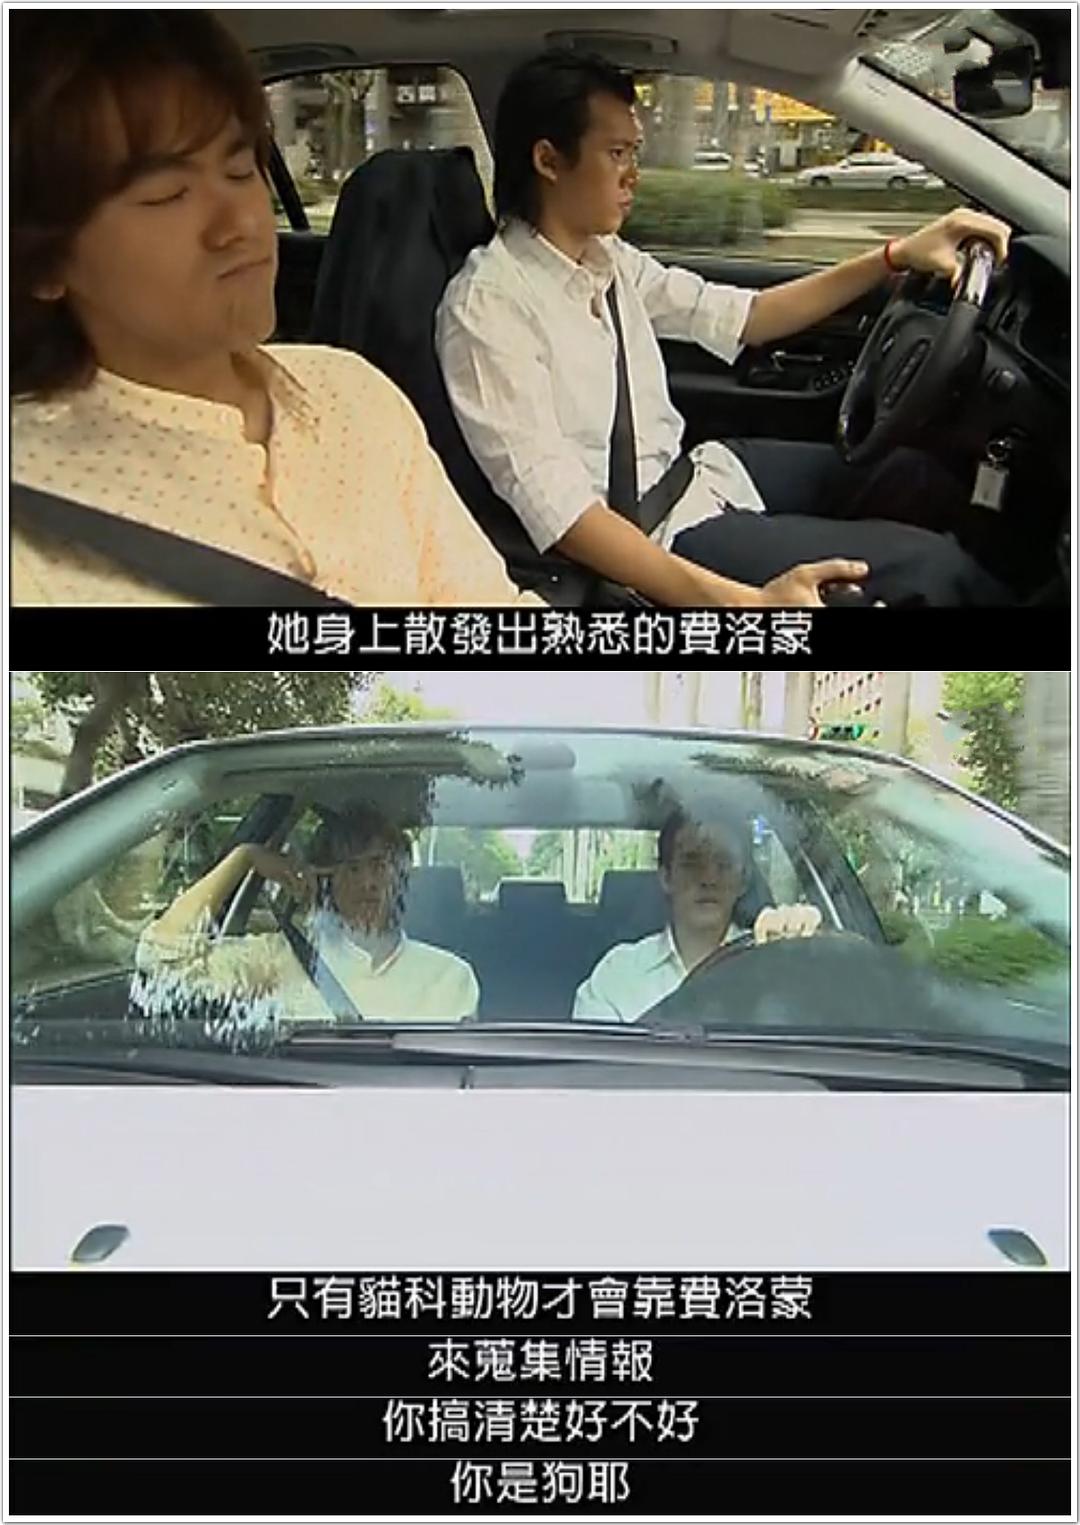 她身上散發出熟悉的費洛蒙
只有貓科動物才會靠費洛蒙
來蒐集情報
你搞清楚好不好
你是狗耶